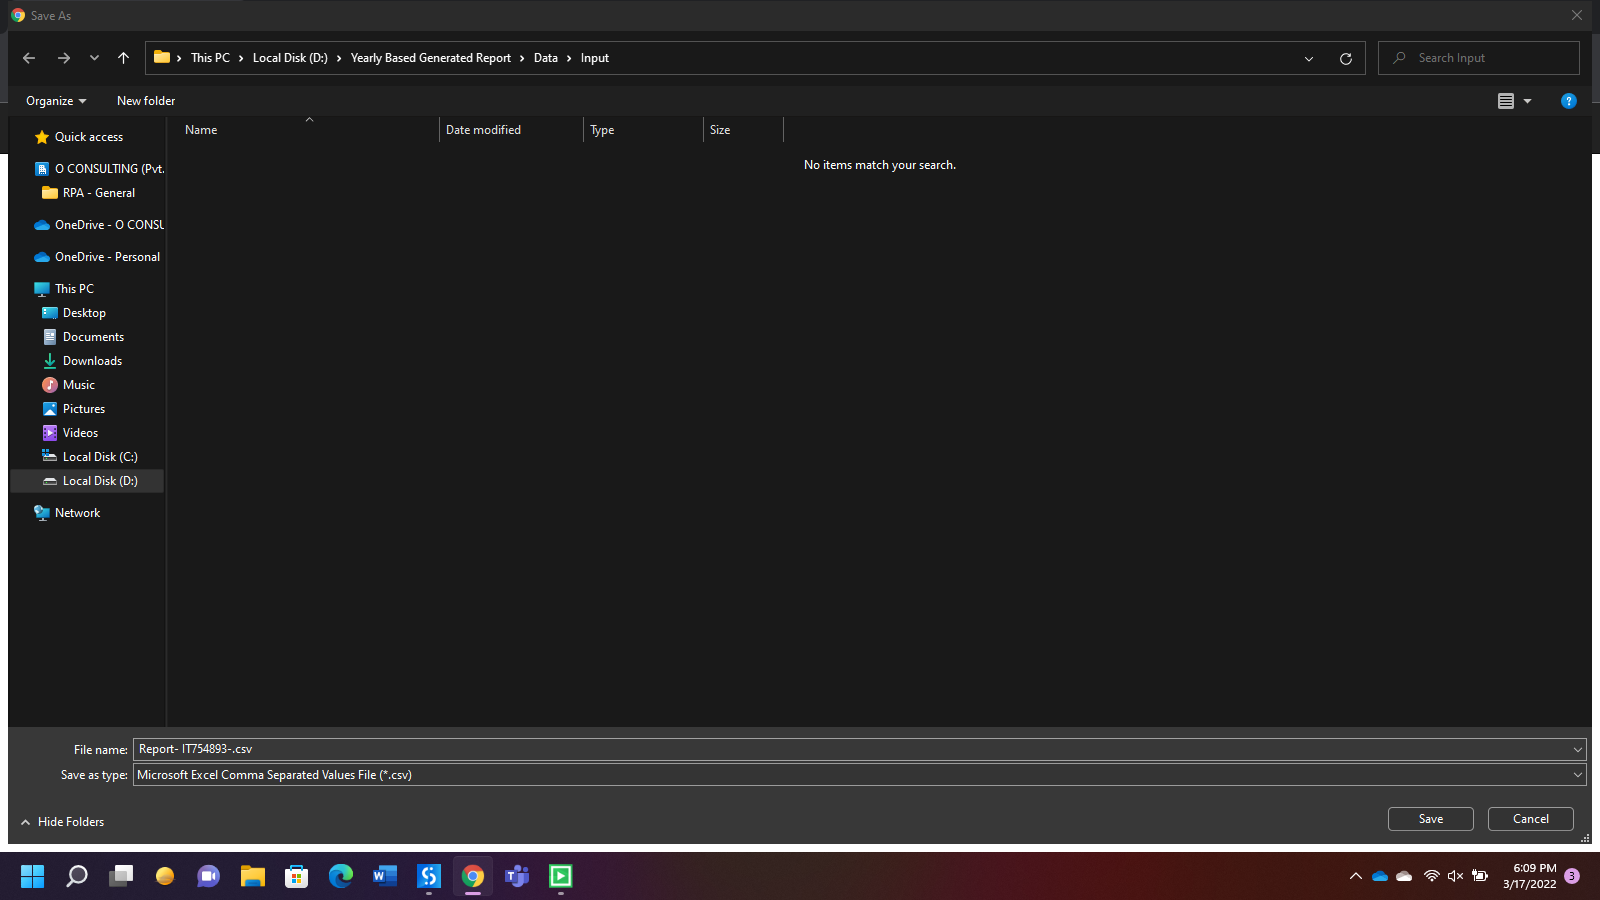 Save As
This PC > Local Disk (D:) > Yearly Based Generated Report > Data > Input
Search Input
Organize
New folder
Name
Date modified
Type
Size
No items match your search.
Quick access
O CONSULTING (Pvt.
RPA - General
OneDrive - O CONSU
OneDrive - Personal
This PC
Desktop
Documents
Downloads
Music
Pictures
Videos
Local Disk (C:)
Local Disk (D:)
Network
File name: Report- IT754893-.csv
Save as type: Microsoft Excel Comma Separated Values File (*.csv)
Hide Folders
Save
Cancel
6:09 PM
3/17/2022
3